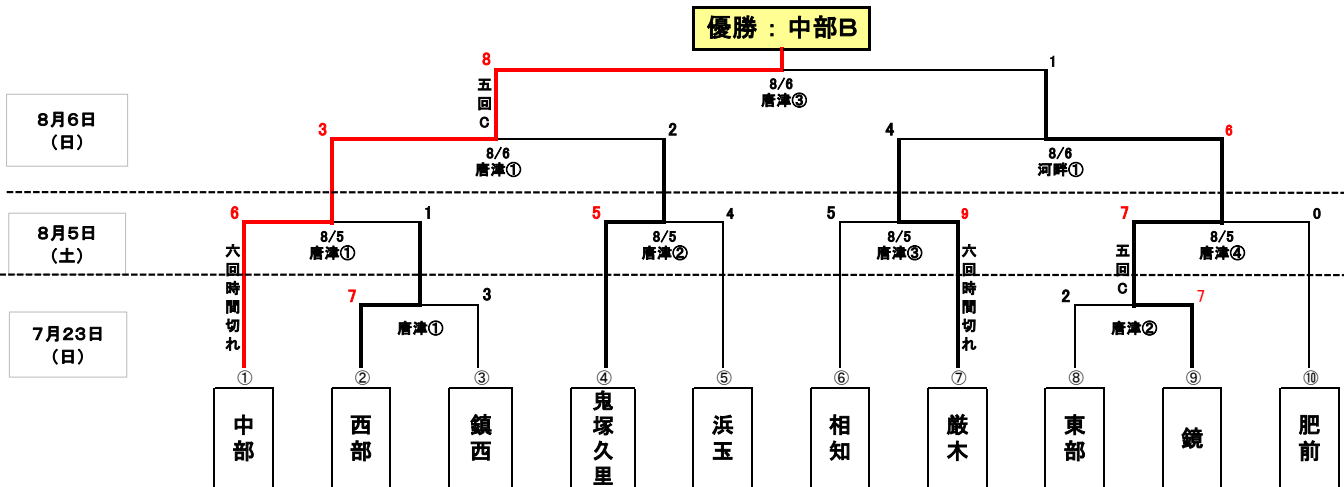 優勝：中部B
8
1
五回C
8/6
唐津③
8月6日
(日)
3
2
4
6
8/6
唐津①
8/6
河畔①
8月5日
(土)
6
1
5
4
5
9
7
0
六回時間切れ
8/5
唐津①
8/5
唐津②
8/5
唐津③
六回時間切れ
五回C
8/5
唐津④
7月23日
(日)
7
3
2
7
唐津①
唐津②
①
②
③
④
⑤
⑥
⑦
⑧
⑨
⑩
中部
西部
鎮西
鬼塚久里
浜玉
相知
厳木
東部
鏡
肥前